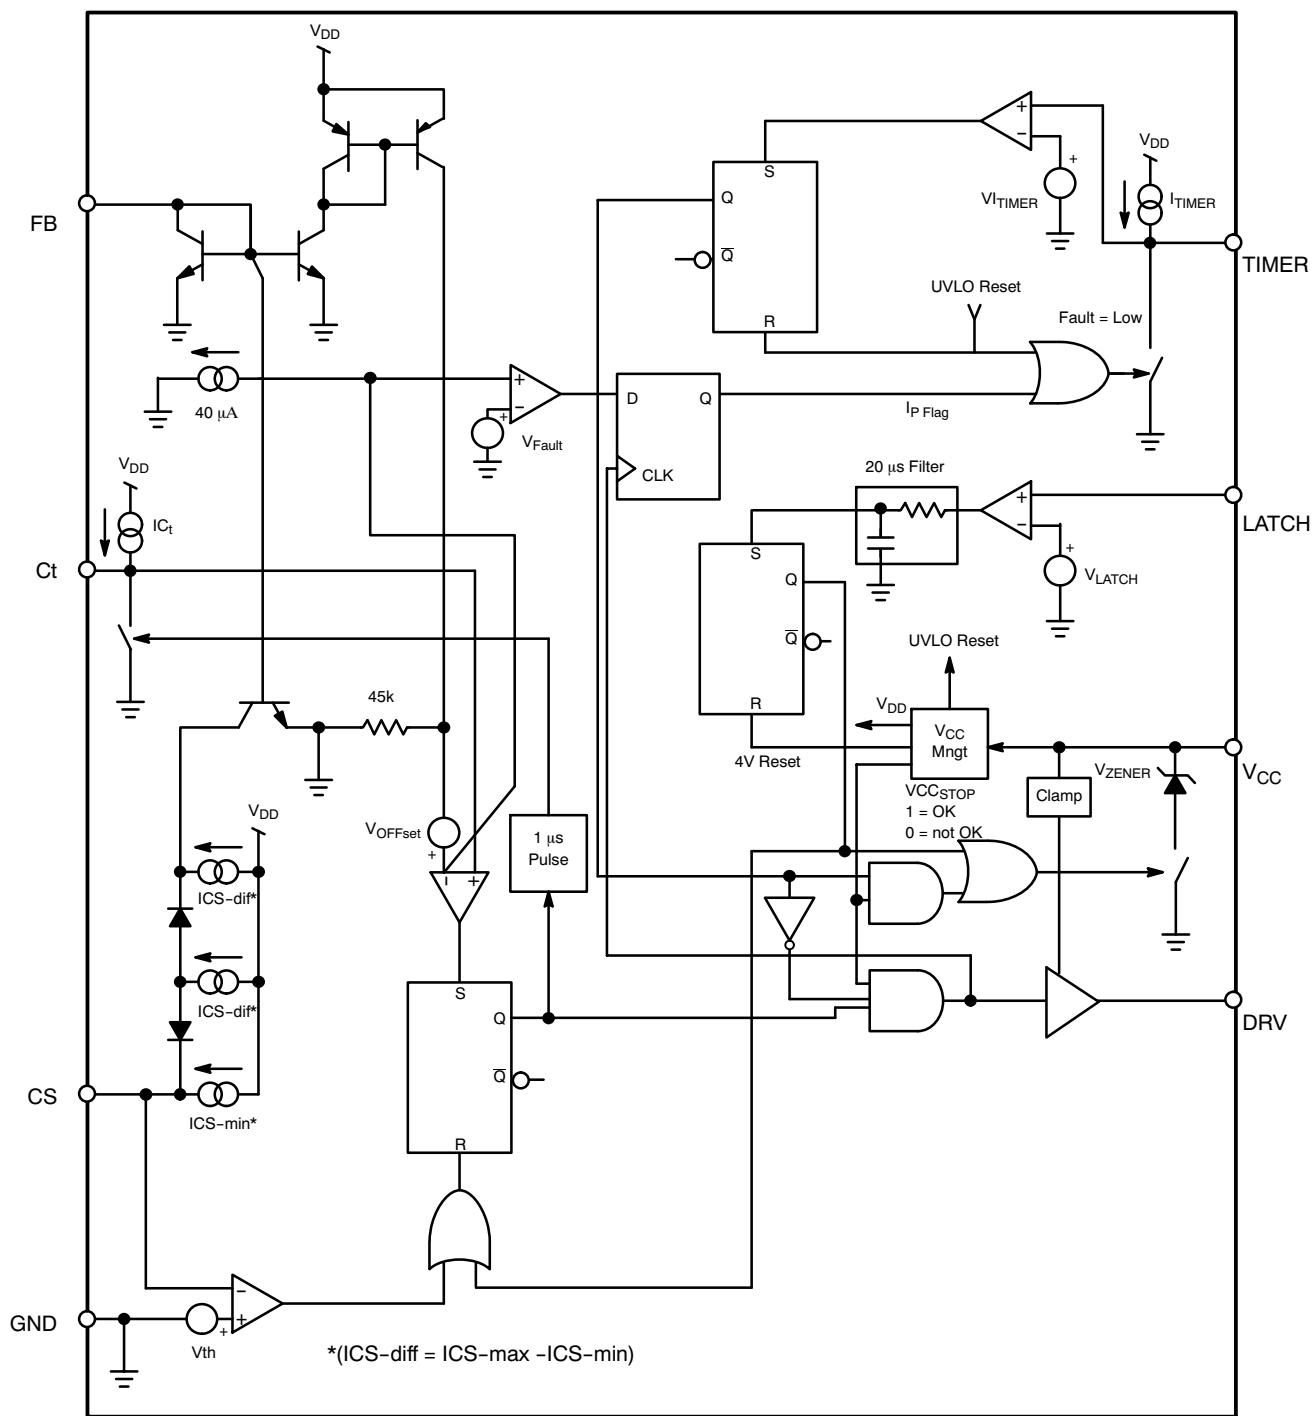 VDD
FB
S
Q
Q
R
+
−
+
VITIMER
VDD
ITIMER
TIMER
UVLO Reset
Fault = Low
40 μA
+
−
+
VFault
D
Q
CLK
IP Flag
VDD
ICt
Ct
20 μs Filter
+
−
+
VLATCH
LATCH
S
Q
Q
R
4V Reset
UVLO Reset
VDD
VCC
Mngt
VCCSTOP
1 = OK
0 = not OK
VZENER
Clamp
VCC
45k
VDD
VOFFset
+
−
+
1 μs
Pulse
ICS−dif*
ICS−dif*
ICS−min*
CS
S
Q
Q
R
DRV
GND
Vth
+
−
+
*(ICS−diff = ICS−max −ICS−min)